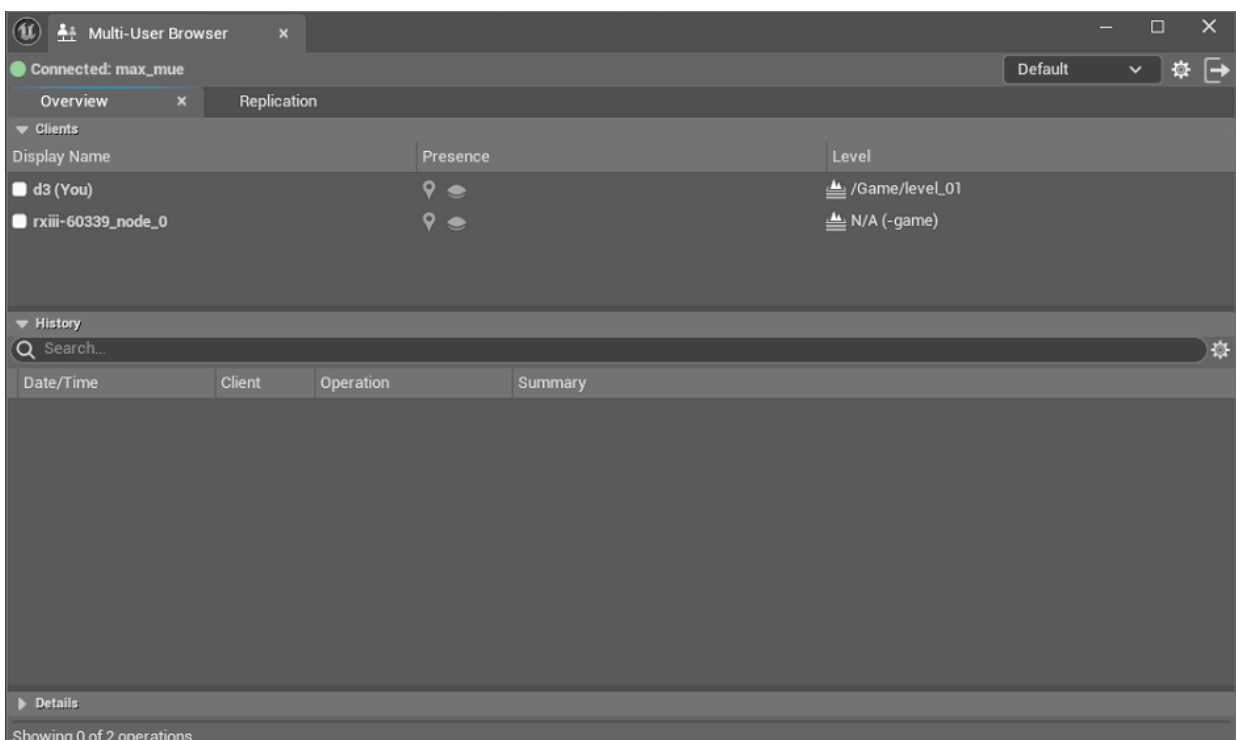 Multi-User Browser
Connected: max_mue
Default
Overview
Replication
Clients
Display Name Presence Level
d3 (You) /Game/level_01
rxiii-60339_node_0 N/A (-game)
History
Search...
Date/Time Client Operation Summary
Details
Showing 0 of 2 operations